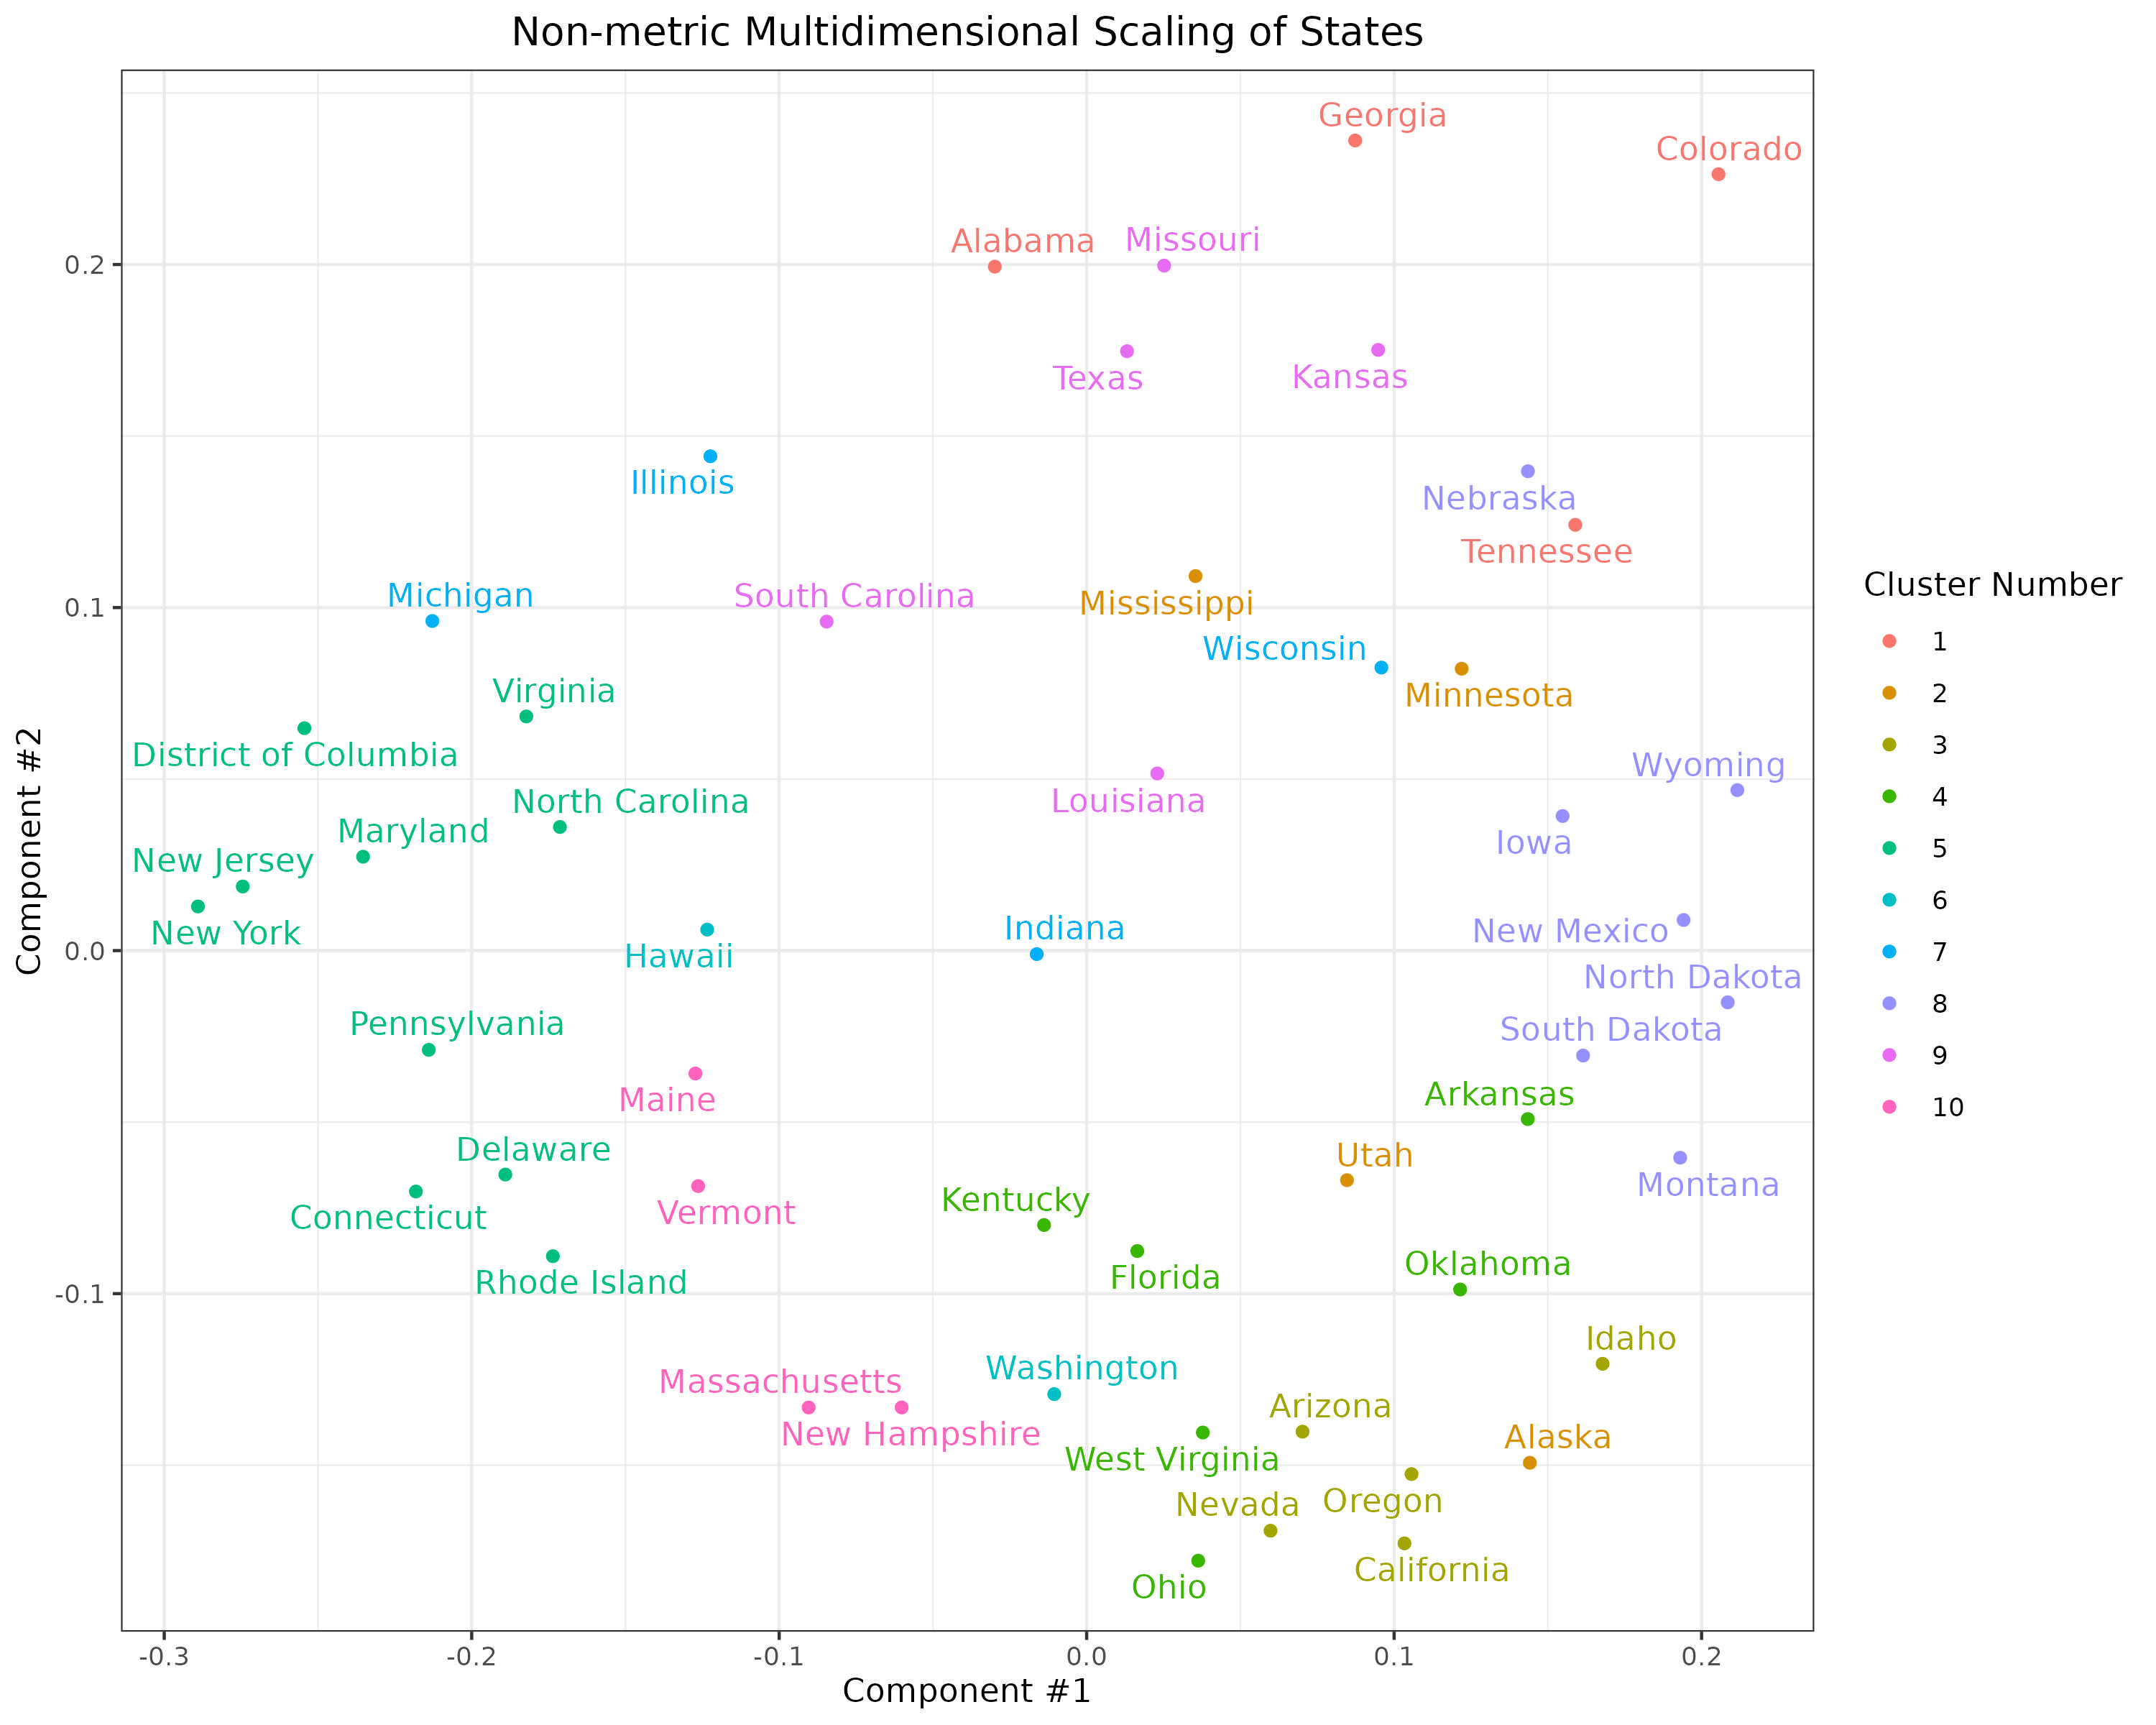 Non-metric Multidimensional Scaling of States
Georgia
Colorado
Alabama
Missouri
0.2
Texas
Kansas
Illinois
Nebraska
Tennessee
Michigan
South Carolina
Mississippi
0.1
Wisconsin
Minnesota
Virginia
District of Columbia
Wyoming
North Carolina
Louisiana
Maryland
Iowa
New Jersey
New York
Hawaii
Indiana
New Mexico
0.0
North Dakota
Pennsylvania
South Dakota
Maine
Arkansas
Delaware
Utah
Montana
Connecticut
Vermont
Kentucky
Florida
Oklahoma
Rhode Island
-0.1
Idaho
Massachusetts
Washington
New Hampshire
Arizona
West Virginia
Alaska
Nevada
Oregon
California
Ohio
-0.3
-0.2
-0.1
0.0
0.1
0.2
Component #1
Component #2
Cluster Number
1
2
3
4
5
6
7
8
9
10